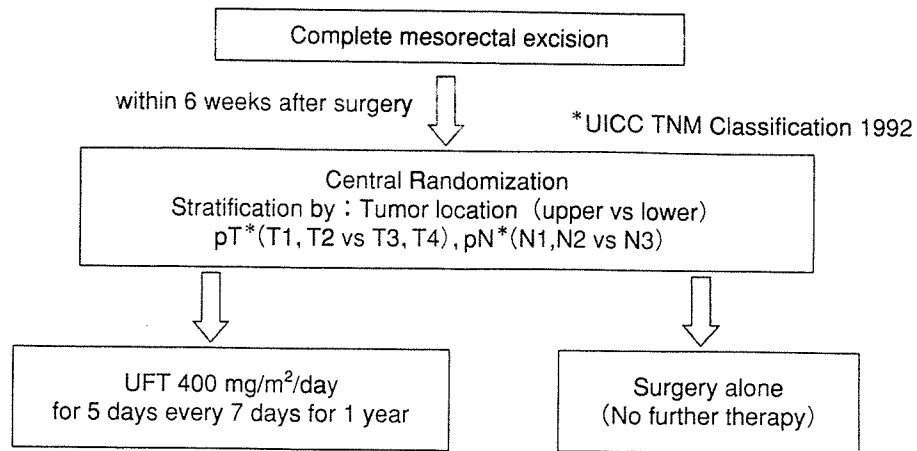 Complete mesorectal excision
within 6 weeks after surgery
*UICC TNM Classification 1992
Central Randomization
Stratification by : Tumor location (upper vs lower)
pT*(T1, T2 vs T3, T4), pN*(N1,N2 vs N3)
UFT 400 mg/m²/day
for 5 days every 7 days for 1 year
Surgery alone
(No further therapy)